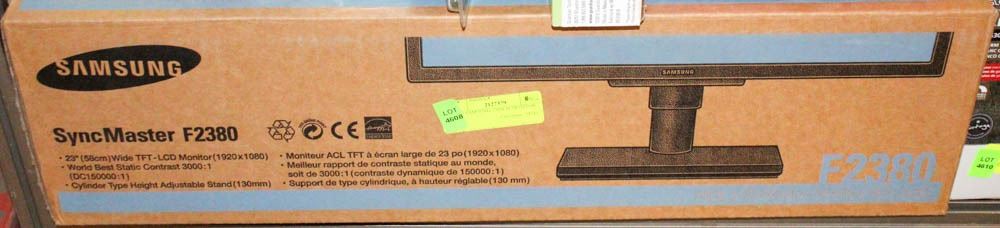 SAMSUNG
SyncMaster F2380
• 23"(58cm)Wide TFT-LCD Monitor (1920x1080)
• World Best Static Contrast 3000:1
(DC150000:1)
• Cylinder Type Height Adjustable Stand(130mm)
• Moniteur ACL TFT à écran large de 23 po (1920x1080)
• Meilleur rapport de contraste statique au monde,
soit de 3000:1 (contraste dynamique de 150000:1)
• Support de type cylindrique, à hauteur réglable (130 mm)
SAMSUNG
LOT
4608
2127379
F2380
LOT
4610